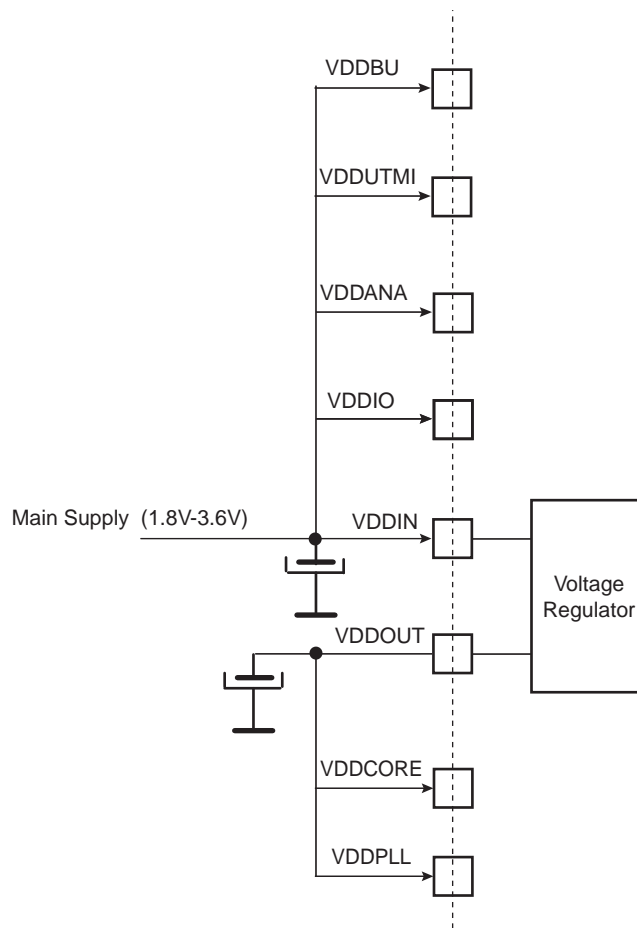 VDDBU
VDDUTMI
VDDANA
VDDIO
Main Supply (1.8V-3.6V)
VDDIN
Voltage
Regulator
VDDOUT
VDDCORE
VDDPLL